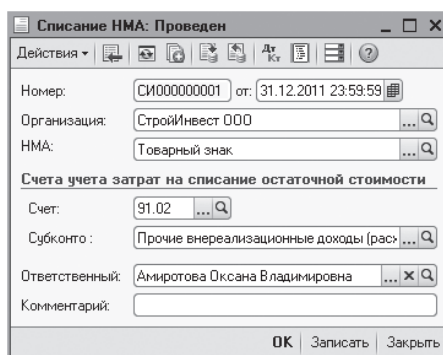 Списание НМА: Проведен
Действия
Номер: СИ000000001 от: 31.12.2011 23:59:59
Организация: СтройИнвест ООО ...
НМА: Товарный знак ...
Счета учета затрат на списание остаточной стоимости
Счет: 91.02 ...
Субконто : Прочие внереализационные доходы (расх ...
Ответственный: Амиротова Оксана Владимировна ... ×
Комментарий:
OK Записать Закрыть